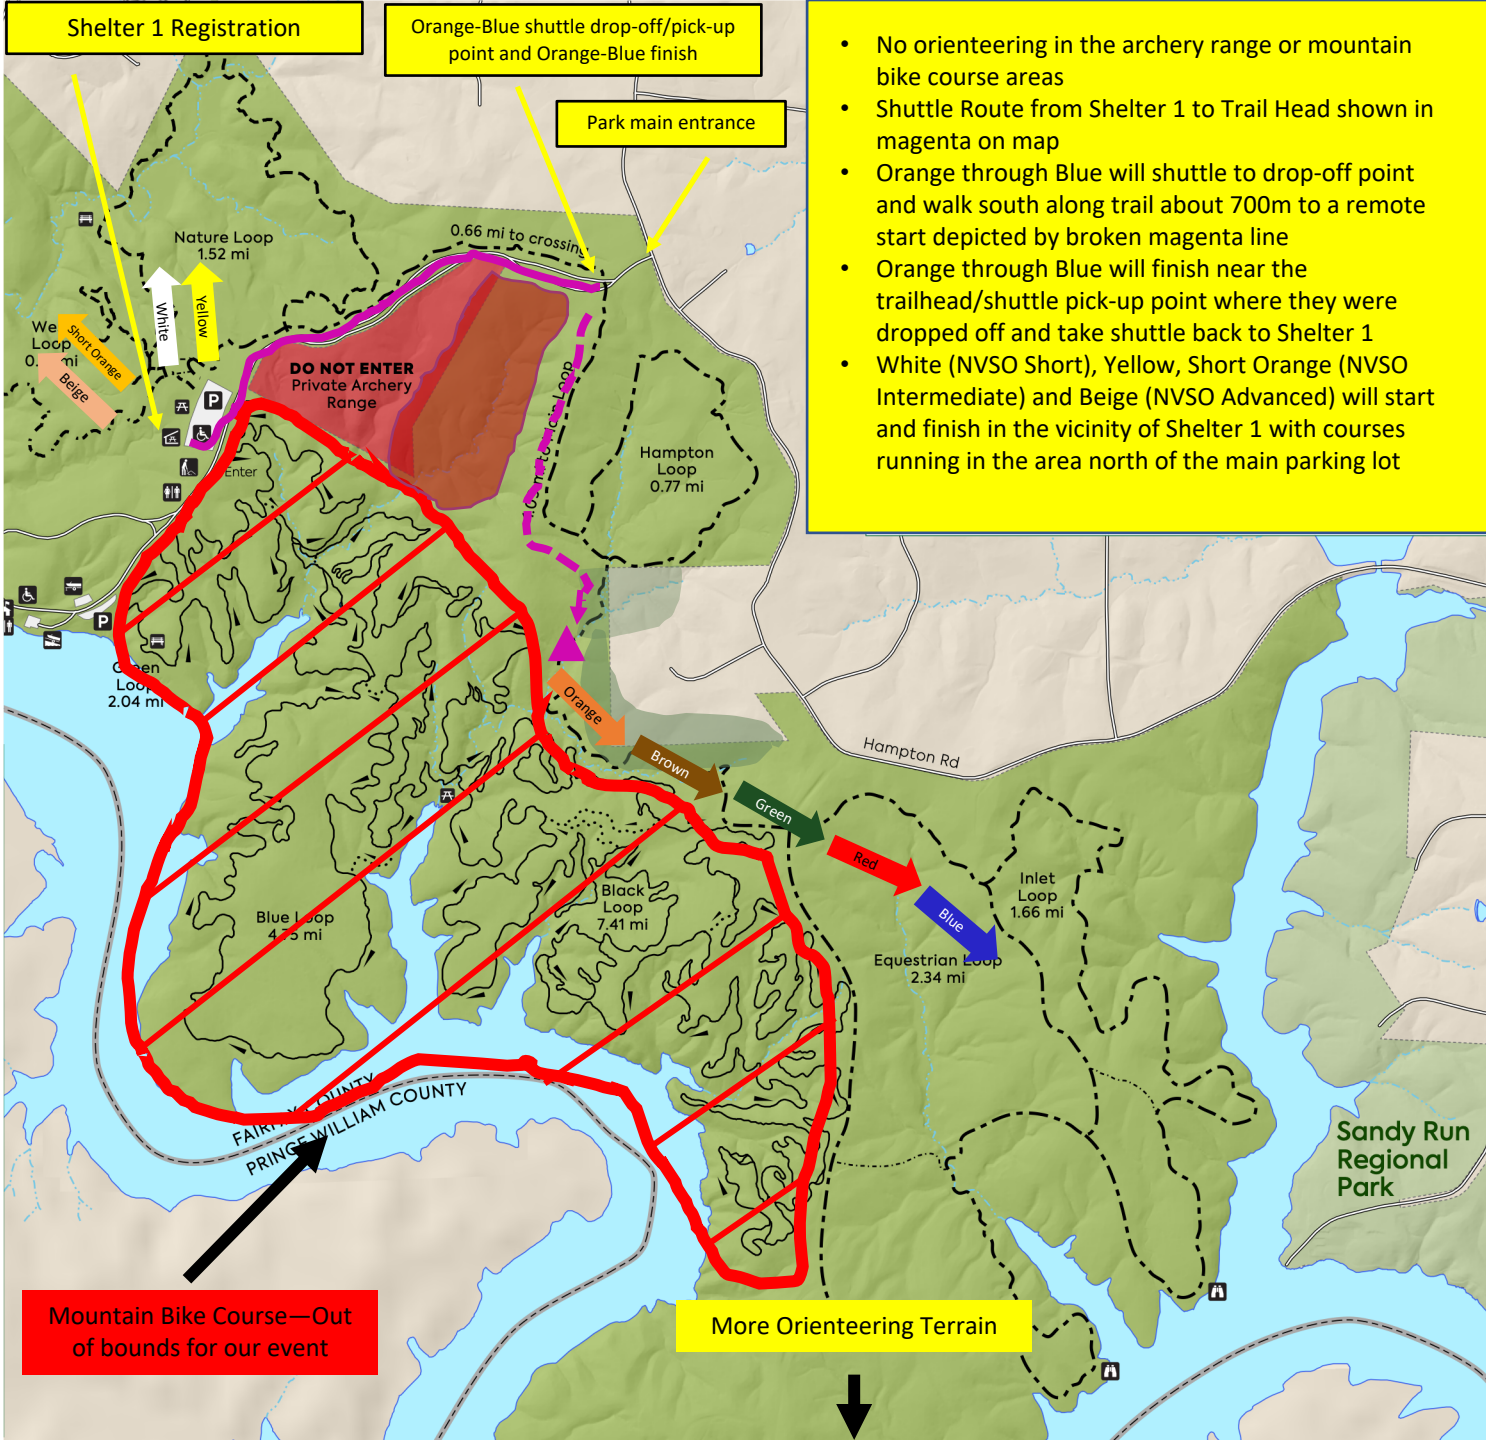 Shelter 1 Registration
Orange-Blue shuttle drop-off/pick-up
point and Orange-Blue finish
Park main entrance
• No orienteering in the archery range or mountain
bike course areas
• Shuttle Route from Shelter 1 to Trail Head shown in
magenta on map
• Orange through Blue will shuttle to drop-off point
and walk south along trail about 700m to a remote
start depicted by broken magenta line
• Orange through Blue will finish near the
trailhead/shuttle pick-up point where they were
dropped off and take shuttle back to Shelter 1
• White (NVSO Short), Yellow, Short Orange (NVSO
Intermediate) and Beige (NVSO Advanced) will start
and finish in the vicinity of Shelter 1 with courses
running in the area north of the main parking lot
0.66 mi to crossing
Nature Loop
1.52 mi
White
Yellow
Loop
mi
Short Orange
Beige
DO NOT ENTER
Private Archery
Range
P
Enter
Loop
Hampton
Loop
0.77 mi
P
Green
Loop
2.04 mi
Orange
Brown
Green
Red
Blue
Hampton Rd
Inlet
Loop
1.66 mi
Equestrian Loop
2.34 mi
Black
Loop
7.41 mi
Blue Loop
4.75 mi
FAIRFAX COUNTY
PRINCE WILLIAM COUNTY
Sandy Run
Regional
Park
Mountain Bike Course—Out
of bounds for our event
More Orienteering Terrain